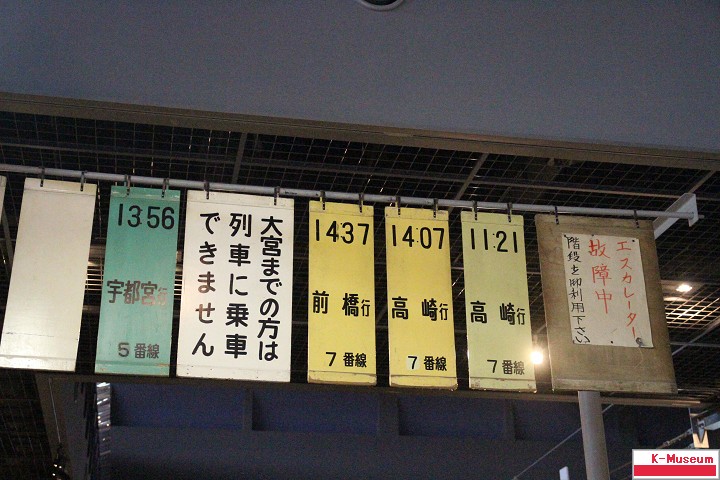 13:56
宇都宮行
5番線
大宮までの方は
列車に乗車
できません
14:37
前橋行
7番線
14:07
高崎行
7番線
11:21
高崎行
7番線
エスカレーター
故障中
階段を御利用下さい
K-Museum